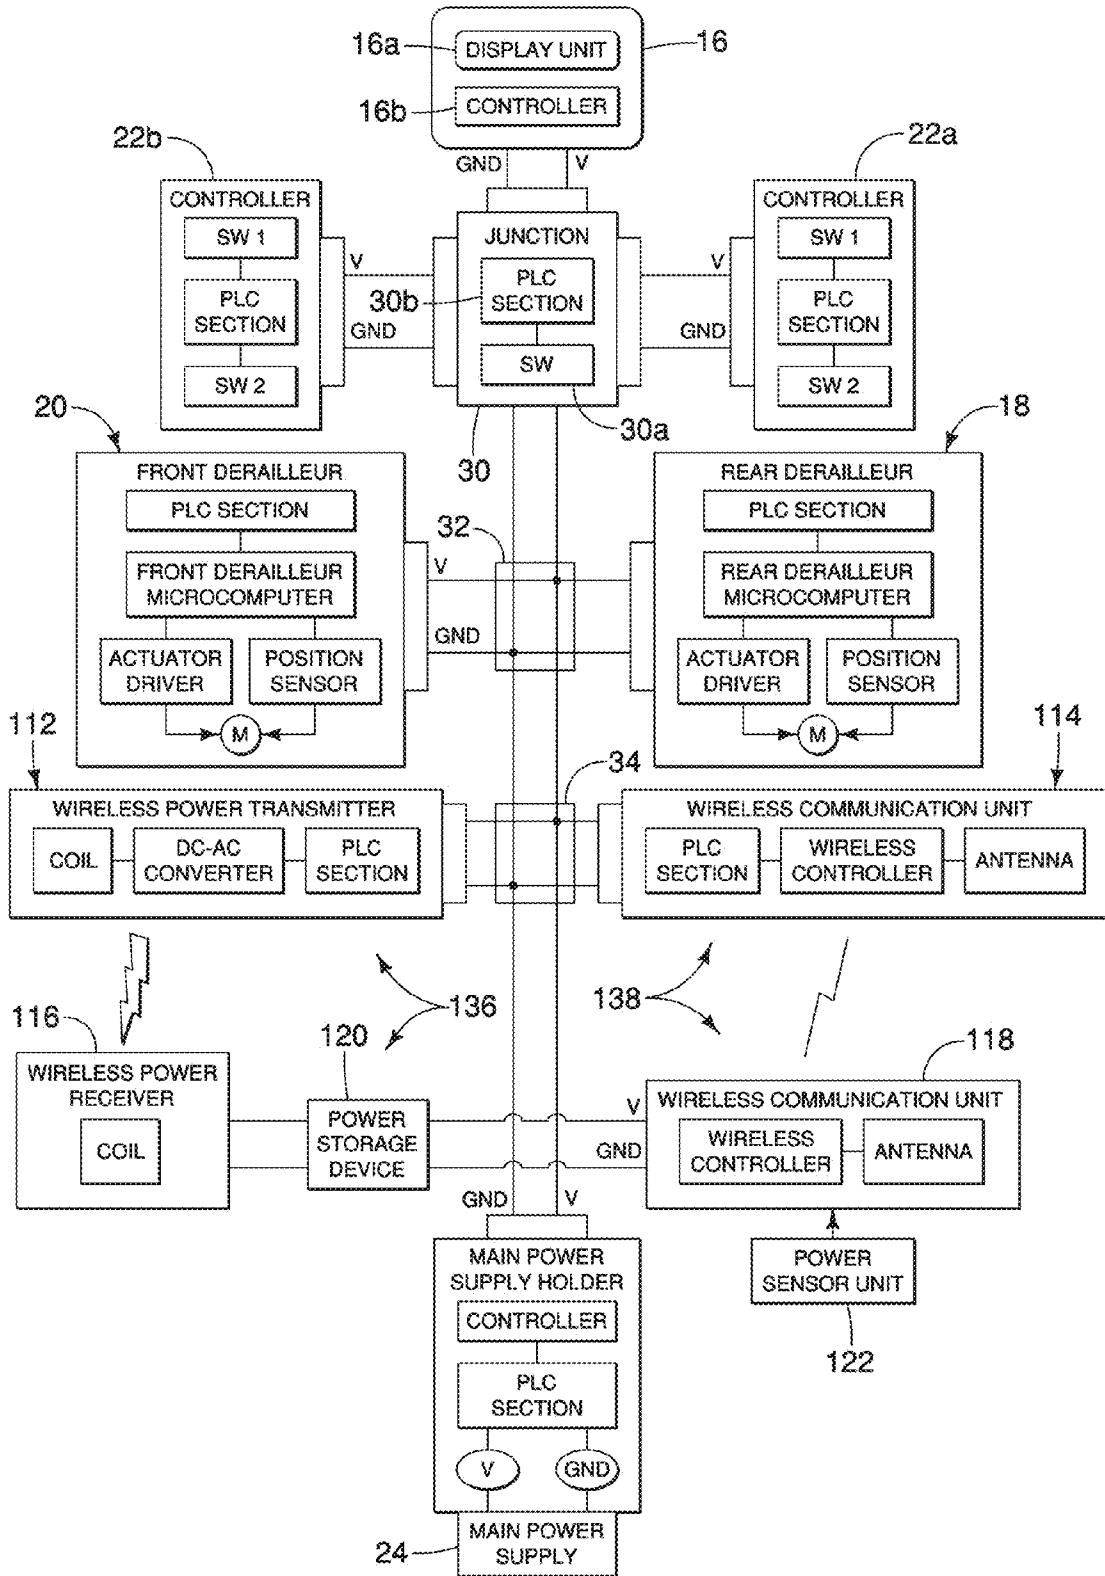 16a
DISPLAY UNIT
16
16b
CONTROLLER
22b
22a
GND
V
CONTROLLER
SW 1
PLC
SECTION
SW 2
V
GND
JUNCTION
30b
PLC
SECTION
SW
V
GND
CONTROLLER
SW 1
PLC
SECTION
SW 2
20
30
30a
18
FRONT DERAILLEUR
PLC SECTION
FRONT DERAILLEUR
MICROCOMPUTER
ACTUATOR
DRIVER
POSITION
SENSOR
M
32
V
GND
REAR DERAILLEUR
PLC SECTION
REAR DERAILLEUR
MICROCOMPUTER
ACTUATOR
DRIVER
POSITION
SENSOR
M
112
34
114
WIRELESS POWER TRANSMITTER
COIL
DC-AC
CONVERTER
PLC
SECTION
WIRELESS COMMUNICATION UNIT
PLC
SECTION
WIRELESS
CONTROLLER
ANTENNA
136
138
116
120
118
WIRELESS POWER
RECEIVER
COIL
POWER
STORAGE
DEVICE
V
GND
WIRELESS COMMUNICATION UNIT
WIRELESS
CONTROLLER
ANTENNA
GND
V
MAIN POWER
SUPPLY HOLDER
CONTROLLER
PLC
SECTION
V
GND
POWER
SENSOR UNIT
122
24
MAIN POWER
SUPPLY